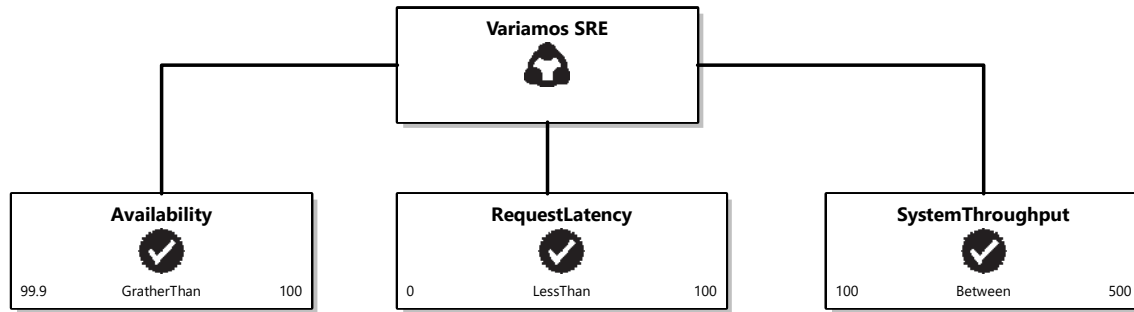 Variamos SRE
Availability
99.9 GratherThan 100
RequestLatency
0 LessThan 100
SystemThroughput
100 Between 500